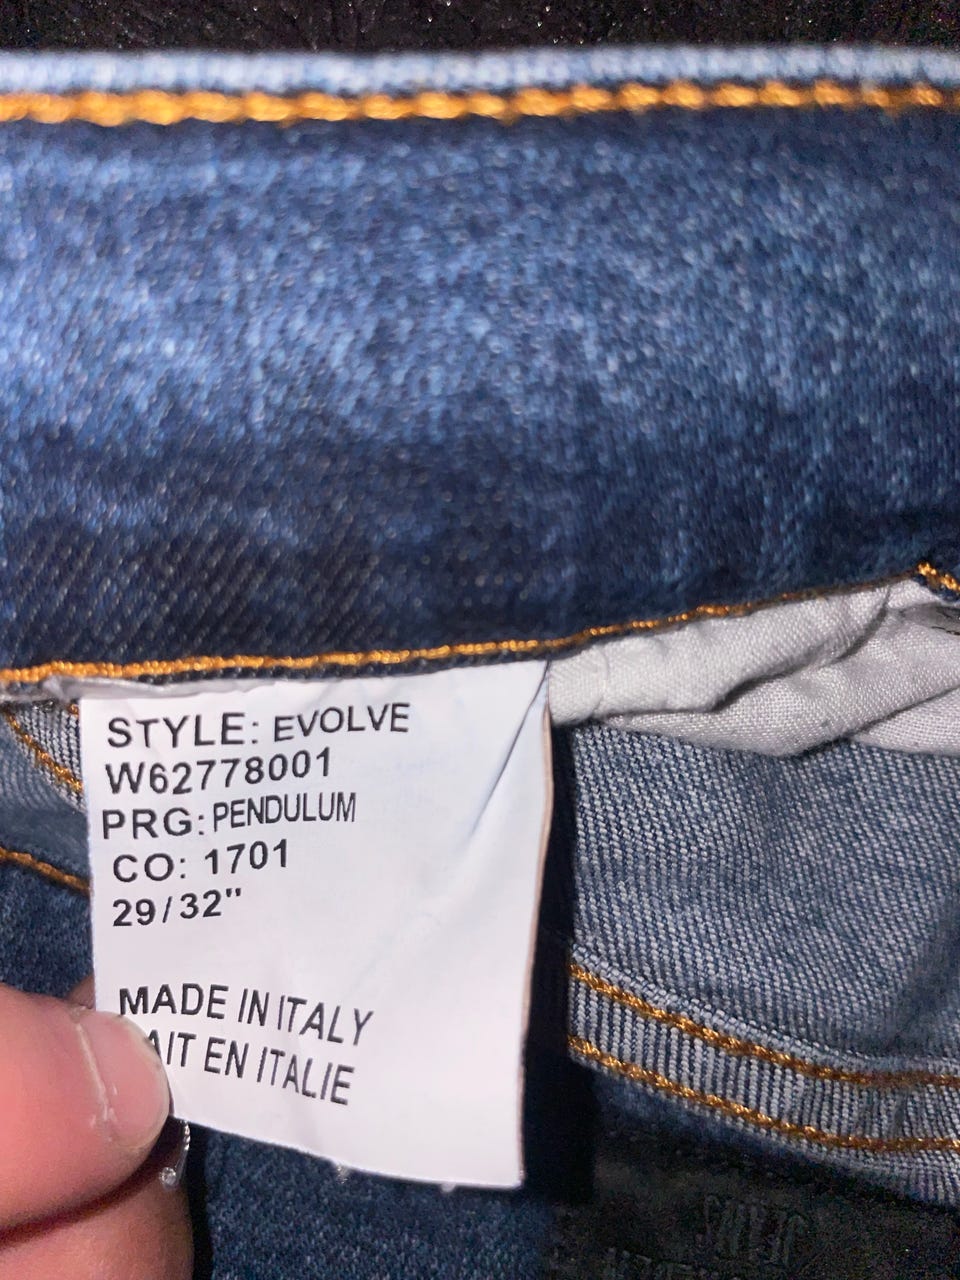 STYLE: EVOLVE
W62778001
PRG: PENDULUM
CO: 1701
29/32"
MADE IN ITALY
AIT EN ITALIE